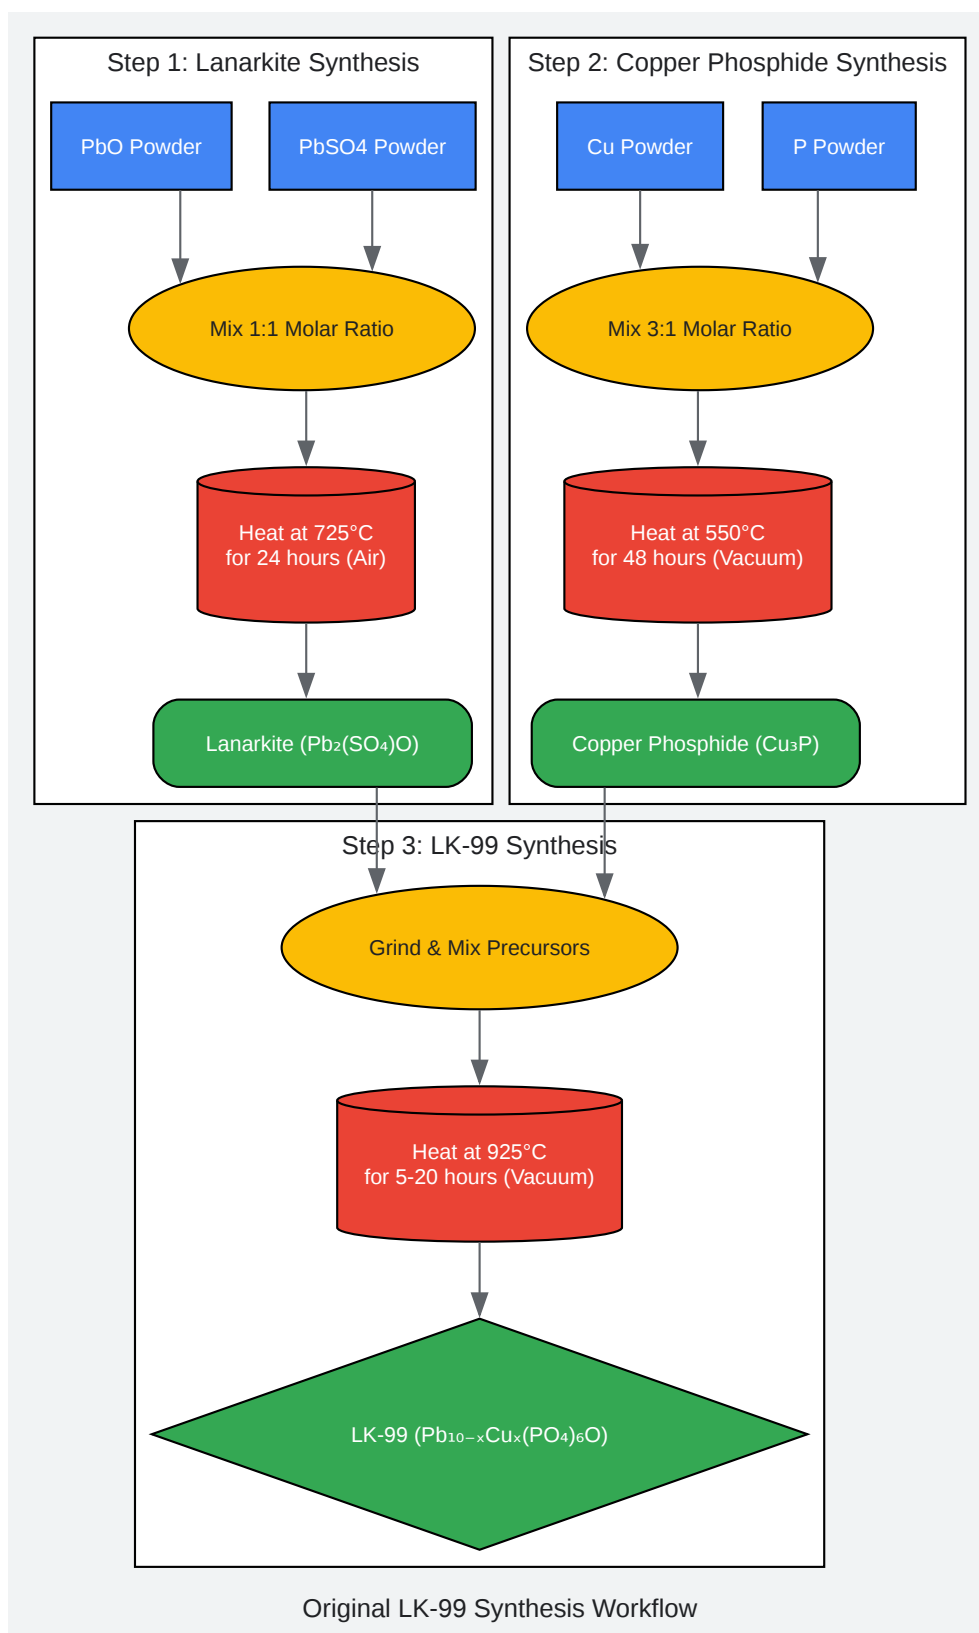 Step 1: Lanarkite Synthesis
PbO Powder
PbSO4 Powder
Mix 1:1 Molar Ratio
Heat at 725°C
for 24 hours (Air)
Lanarkite (Pb₂(SO₄)O)
Step 2: Copper Phosphide Synthesis
Cu Powder
P Powder
Mix 3:1 Molar Ratio
Heat at 550°C
for 48 hours (Vacuum)
Copper Phosphide (Cu₃P)
Step 3: LK-99 Synthesis
Grind & Mix Precursors
Heat at 925°C
for 5-20 hours (Vacuum)
LK-99 (Pb₁₀₋ₓCuₓ(PO₄)₆O)
Original LK-99 Synthesis Workflow